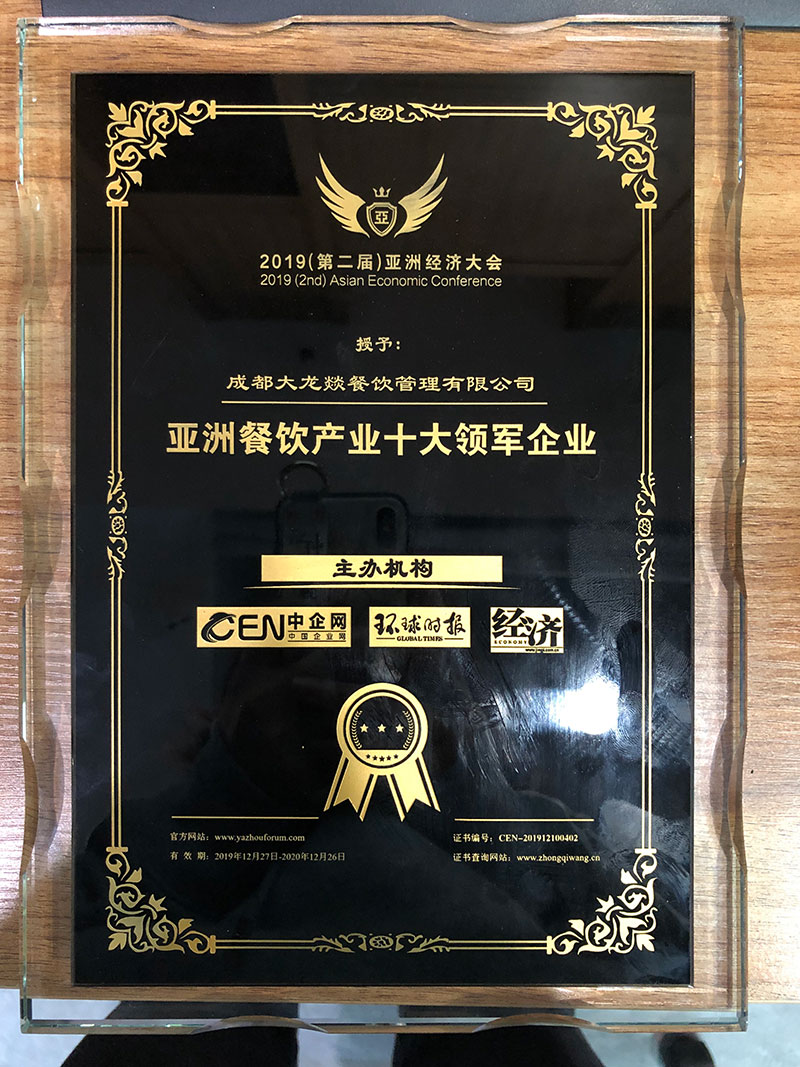 亞
2019(第二届)亚洲经济大会
2019 (2nd) Asian Economic Conference
授予：
成都大龙燚餐饮管理有限公司
亚洲餐饮产业十大领军企业
主办机构
CEN中企网
中国企业网
环球时报
GLOBAL TIMES
经济
ECONOMY
www.jingji.com.cn
官方网站：www.yazhouforum.com
有 效 期：2019年12月27日-2020年12月26日
证书编号：CEN-201912100402
证书查询网站：www.zhongqiwang.cn